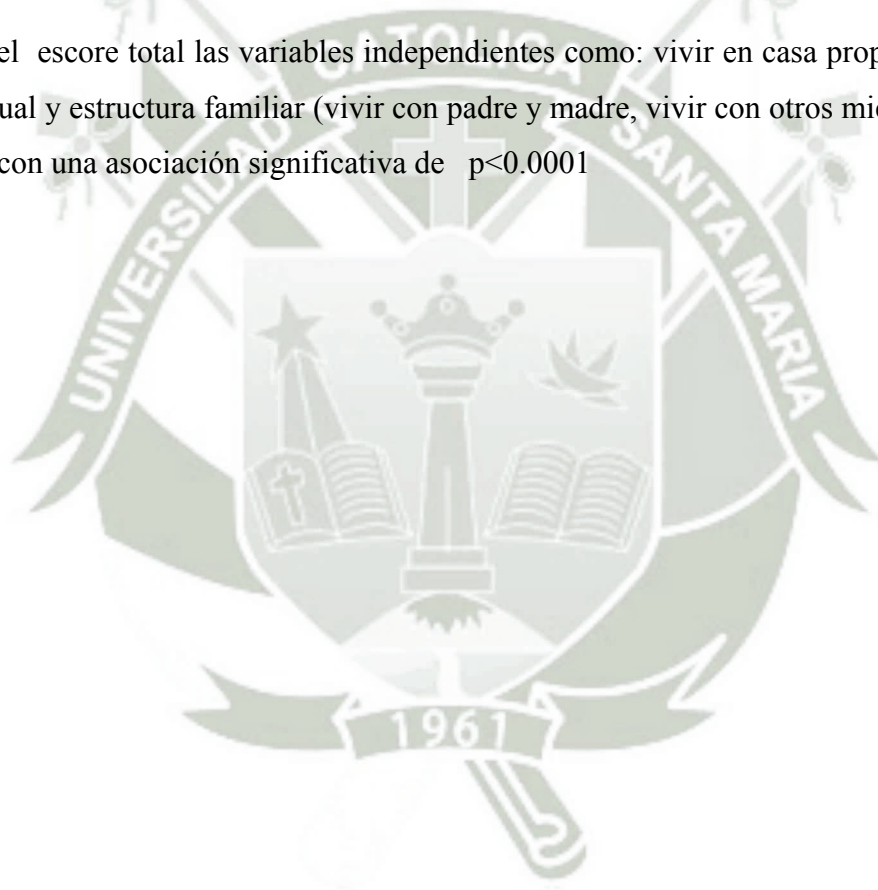 el escore total las variables independientes como: vivir en casa prop
ual y estructura familiar (vivir con padre y madre, vivir con otros mie
con una asociación significativa de p<0.0001
UNIVERSIDAD CATOLICA SANTA MARIA
1961